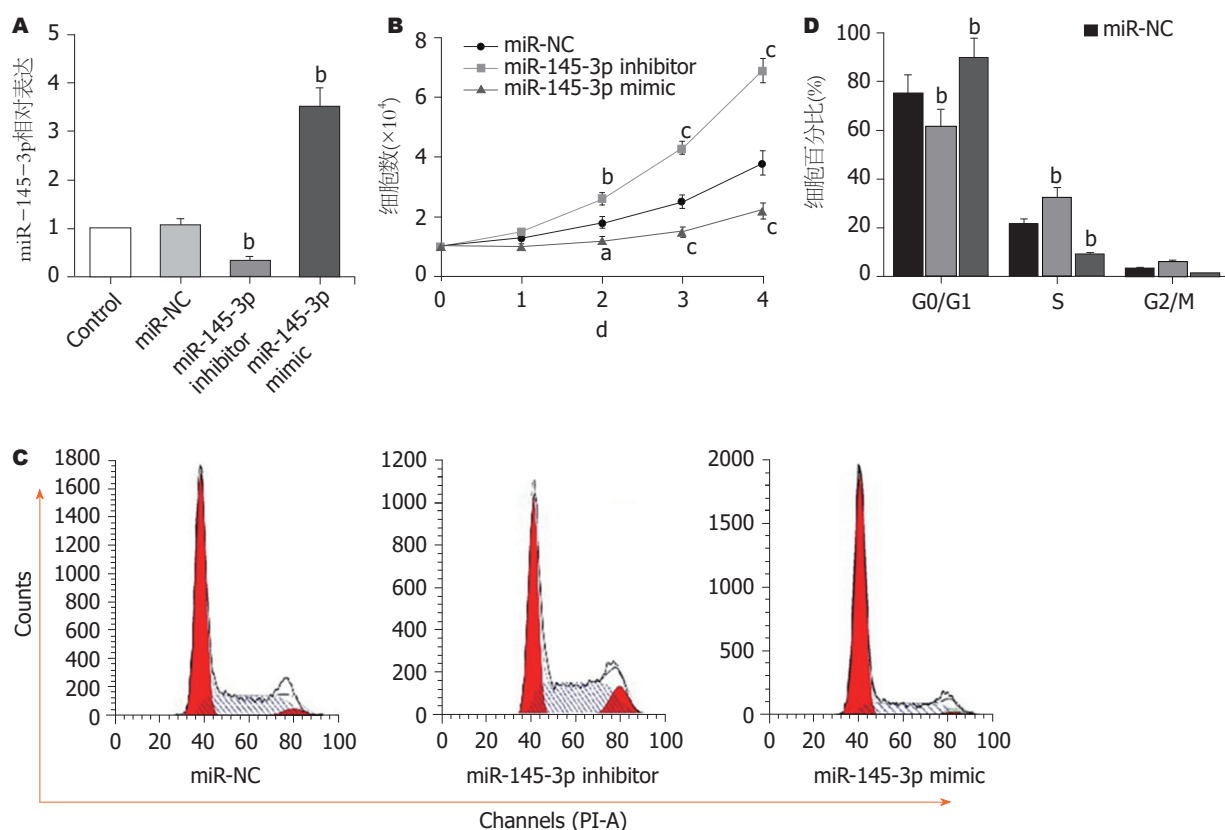 A
miR-145-3p相对表达
5
4
3
2
1
0
b
b
Control
miR-NC
miR-145-3p
inhibitor
miR-145-3p
mimic
B
细胞数(×10⁴)
8
6
4
2
0
miR-NC
miR-145-3p inhibitor
miR-145-3p mimic
b
c
c
a
c
c
0 1 2 3 4
d
D
细胞百分比(%)
100
80
60
40
20
0
miR-NC
b
b
b
b
G0/G1 S G2/M
C
Counts
1800
1600
1400
1200
1000
800
600
400
200
0
0 20 40 60 80 100
miR-NC
1200
1000
800
600
400
200
0
0 20 40 60 80 100
miR-145-3p inhibitor
2000
1500
1000
500
0
0 20 40 60 80 100
miR-145-3p mimic
Channels (PI-A)